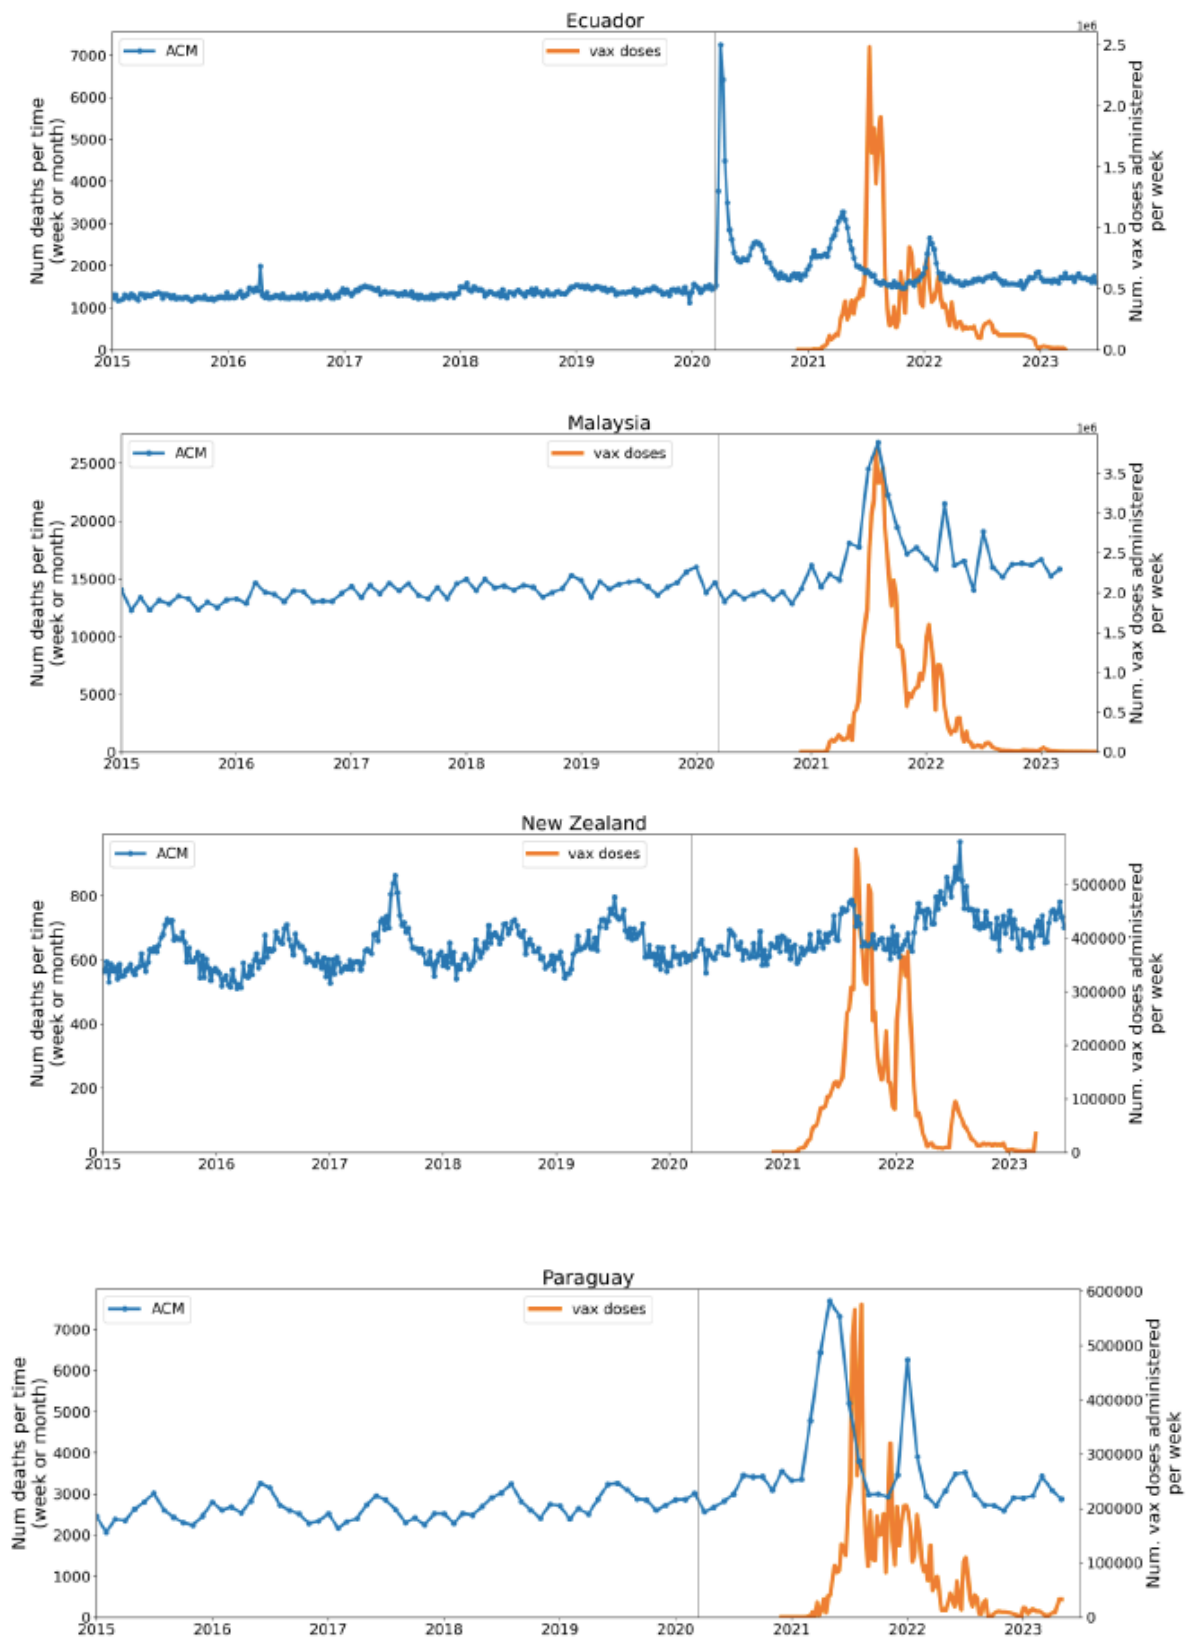 Ecuador
1e6
ACM
vax doses
Num deaths per time
(week or month)
7000
6000
5000
4000
3000
2000
1000
0
2.5
2.0
1.5
1.0
0.5
0.0
Num. vax doses administered
per week
2015 2016 2017 2018 2019 2020 2021 2022 2023
Malaysia
1e6
ACM
vax doses
Num deaths per time
(week or month)
25000
20000
15000
10000
5000
0
3.5
3.0
2.5
2.0
1.5
1.0
0.5
0.0
Num. vax doses administered
per week
2015 2016 2017 2018 2019 2020 2021 2022 2023
New Zealand
ACM
vax doses
Num deaths per time
(week or month)
800
600
400
200
0
500000
400000
300000
200000
100000
0
Num. vax doses administered
per week
2015 2016 2017 2018 2019 2020 2021 2022 2023
Paraguay
ACM
vax doses
Num deaths per time
(week or month)
7000
6000
5000
4000
3000
2000
1000
0
600000
500000
400000
300000
200000
100000
0
Num. vax doses administered
per week
2015 2016 2017 2018 2019 2020 2021 2022 2023